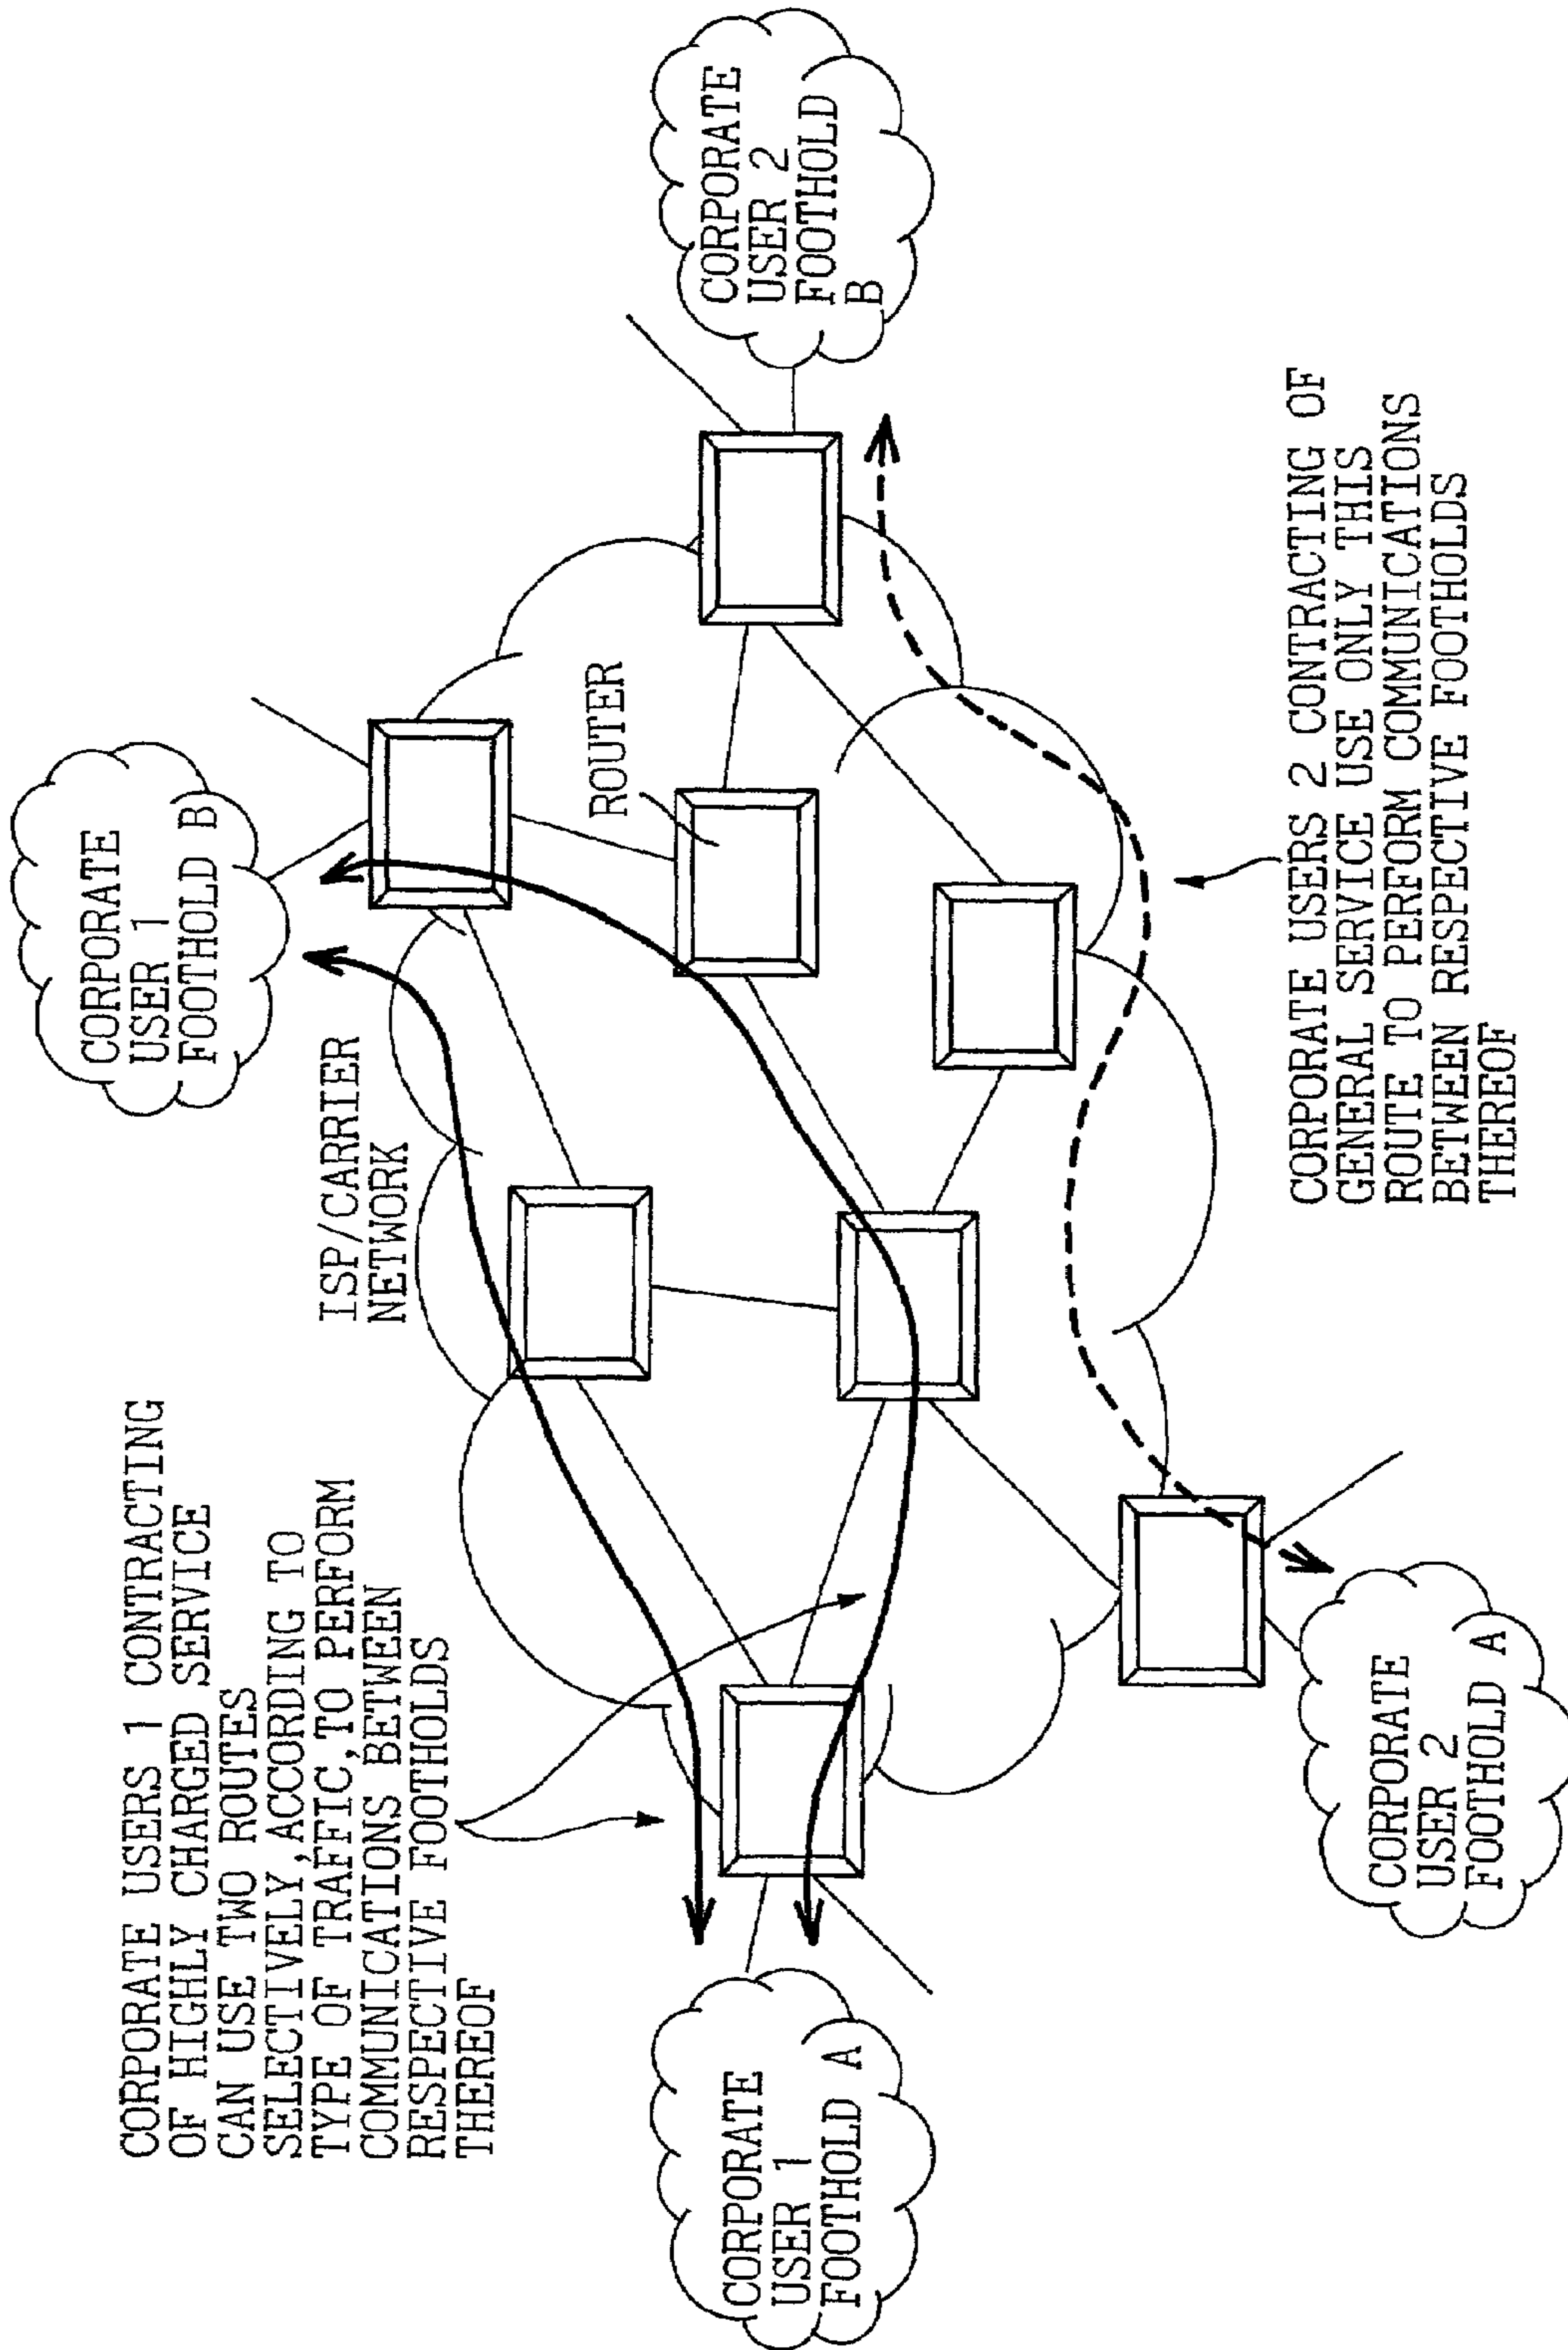 CORPORATE USERS 1 CONTRACTING
OF HIGHLY CHARGED SERVICE
CAN USE TWO ROUTES
SELECTIVELY,ACCORDING TO
TYPE OF TRAFFIC,TO PERFORM
COMMUNICATIONS BETWEEN
RESPECTIVE FOOTHOLDS
THEREOF
ISP/CARRIER
NETWORK
CORPORATE
USER 1
FOOTHOLD B
ROUTER
CORPORATE
USER 1
FOOTHOLD A
CORPORATE
USER 2
FOOTHOLD
B
CORPORATE
USER 2
FOOTHOLD A
CORPORATE USERS 2 CONTRACTING OF
GENERAL SERVICE USE ONLY THIS
ROUTE TO PERFORM COMMUNICATIONS
BETWEEN RESPECTIVE FOOTHOLDS
THEREOF